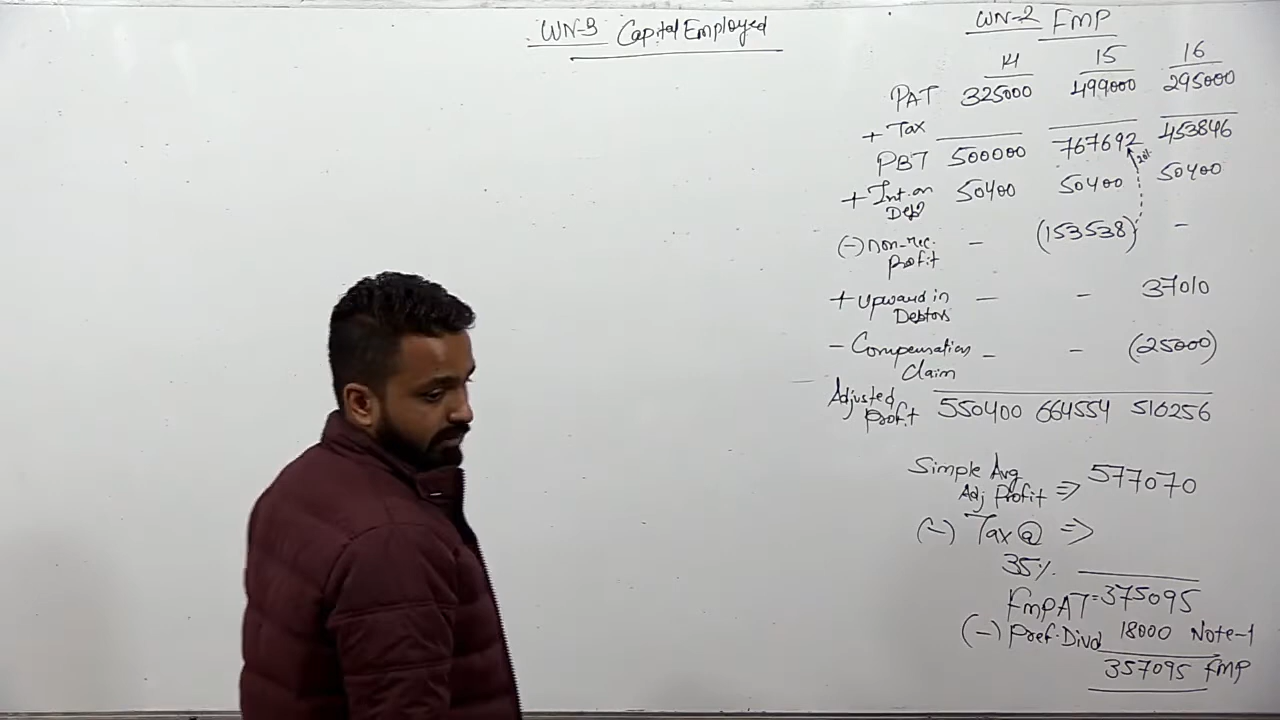 WN-3 Capital Employed
WN-2 FMP
14 15 16
PAT 325000 499000 295000
+ Tax
PBT 500000 767692 453846
20%
+ Int. on 50400 50400 50400
Deb?
(-) Non-rec. - (153538) -
Profit
+ Upward in - - 37010
Debtors
- Compensation - - (25000)
Claim
Adjusted
Profit 550400 664554 516256
Simple Avg
Adj Profit ⇒ 577070
(-) Tax @ ⇒
35%
FMPAT = 375095
(-) Pref. Divd 18000 Note-1
357095 FMP